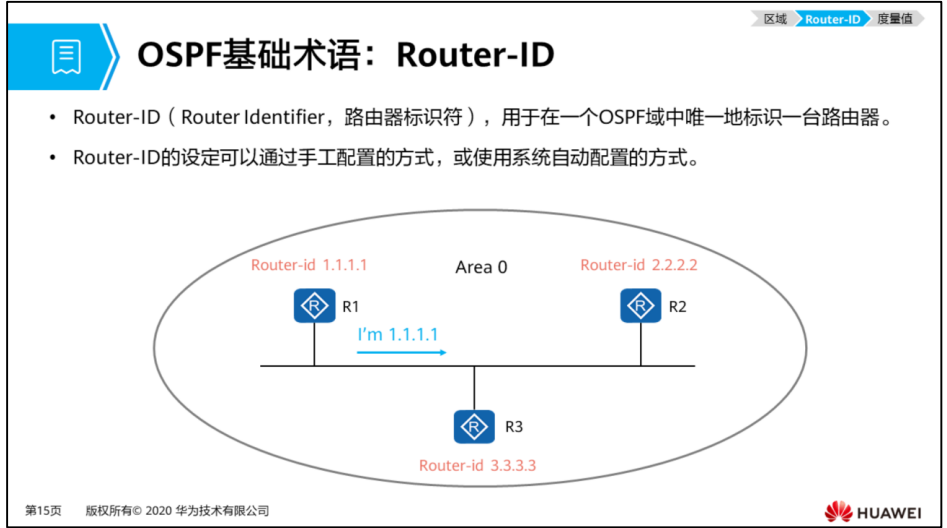 区域 Router-ID 度量值
OSPF基础术语：Router-ID
• Router-ID（Router Identifier，路由器标识符），用于在一个OSPF域中唯一地标识一台路由器。
• Router-ID的设定可以通过手工配置的方式，或使用系统自动配置的方式。
Router-id 1.1.1.1
Area 0
Router-id 2.2.2.2
R R1
R R2
I'm 1.1.1.1
R R3
Router-id 3.3.3.3
第15页 版权所有© 2020 华为技术有限公司
HUAWEI